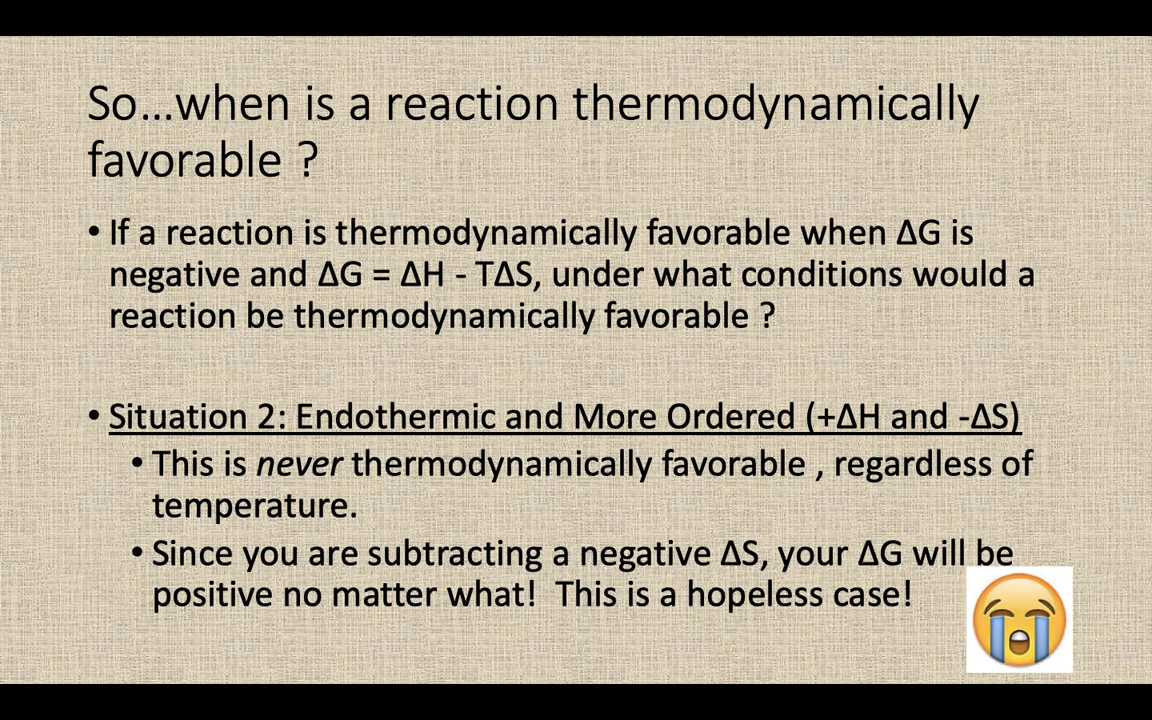 So…when is a reaction thermodynamically
favorable ?
• If a reaction is thermodynamically favorable when ΔG is
negative and ΔG = ΔH - TΔS, under what conditions would a
reaction be thermodynamically favorable ?
• Situation 2: Endothermic and More Ordered (+ΔH and -ΔS)
• This is never thermodynamically favorable , regardless of
temperature.
• Since you are subtracting a negative ΔS, your ΔG will be
positive no matter what!  This is a hopeless case!